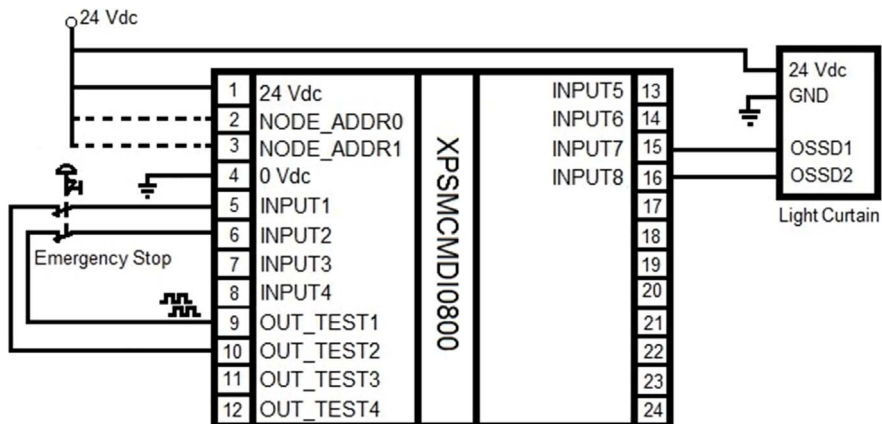 24 Vdc
1 24 Vdc
2 NODE_ADDR0
3 NODE_ADDR1
4 0 Vdc
5 INPUT1
6 INPUT2
7 INPUT3
8 INPUT4
9 OUT_TEST1
10 OUT_TEST2
11 OUT_TEST3
12 OUT_TEST4
Emergency Stop
XPSMCMDI0800
INPUT5 13
INPUT6 14
INPUT7 15
INPUT8 16
17
18
19
20
21
22
23
24
24 Vdc
GND
OSSD1
OSSD2
Light Curtain